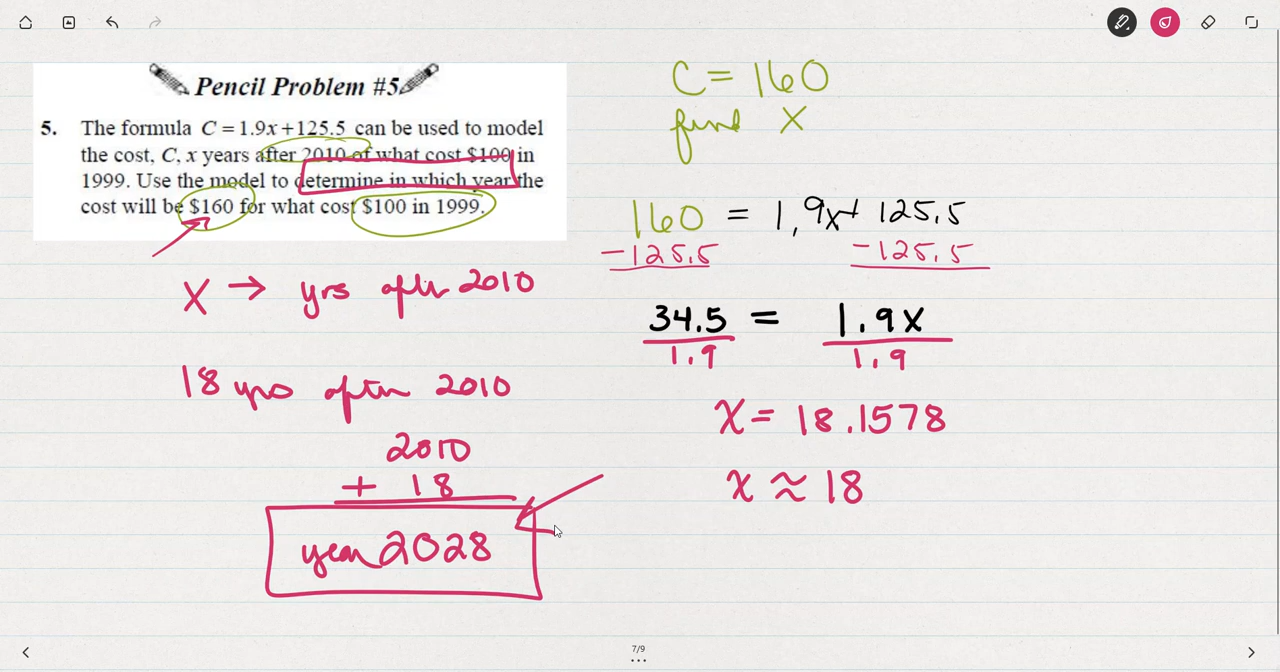 Pencil Problem #5
5. The formula C = 1.9x+125.5 can be used to model
the cost, C, x years after 2010 of what cost $100 in
1999. Use the model to determine in which year the
cost will be $160 for what cost $100 in 1999.
x → yrs after 2010
18 yrs after 2010
2010
+ 18
year 2028
C = 160
find x
160 = 1.9x + 125.5
-125.5 -125.5
34.5 = 1.9x
1.9 1.9
x = 18.1578
x ≈ 18
7/9